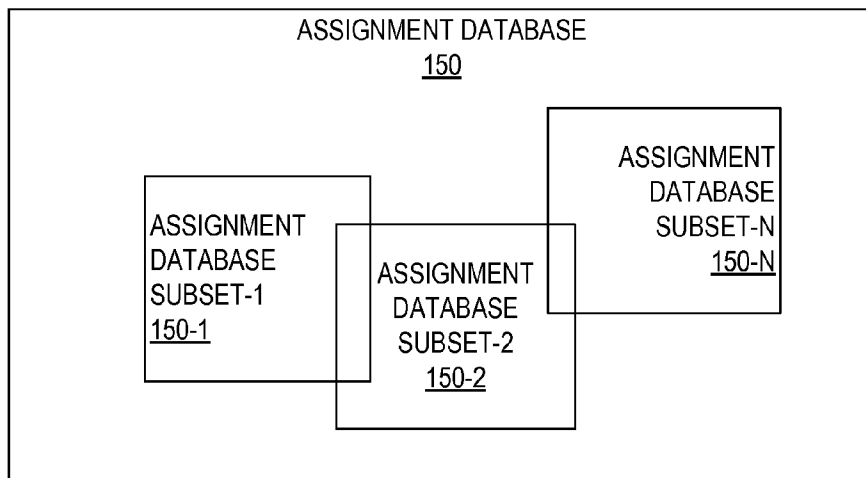 ASSIGNMENT DATABASE
150
ASSIGNMENT
DATABASE
SUBSET-1
150-1
ASSIGNMENT
DATABASE
SUBSET-2
150-2
ASSIGNMENT
DATABASE
SUBSET-N
150-N